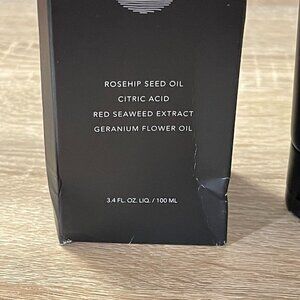 ROSEHIP SEED OIL
CITRIC ACID
RED SEAWEED EXTRACT
GERANIUM FLOWER OIL
3.4 FL. OZ. LIQ. / 100 ML